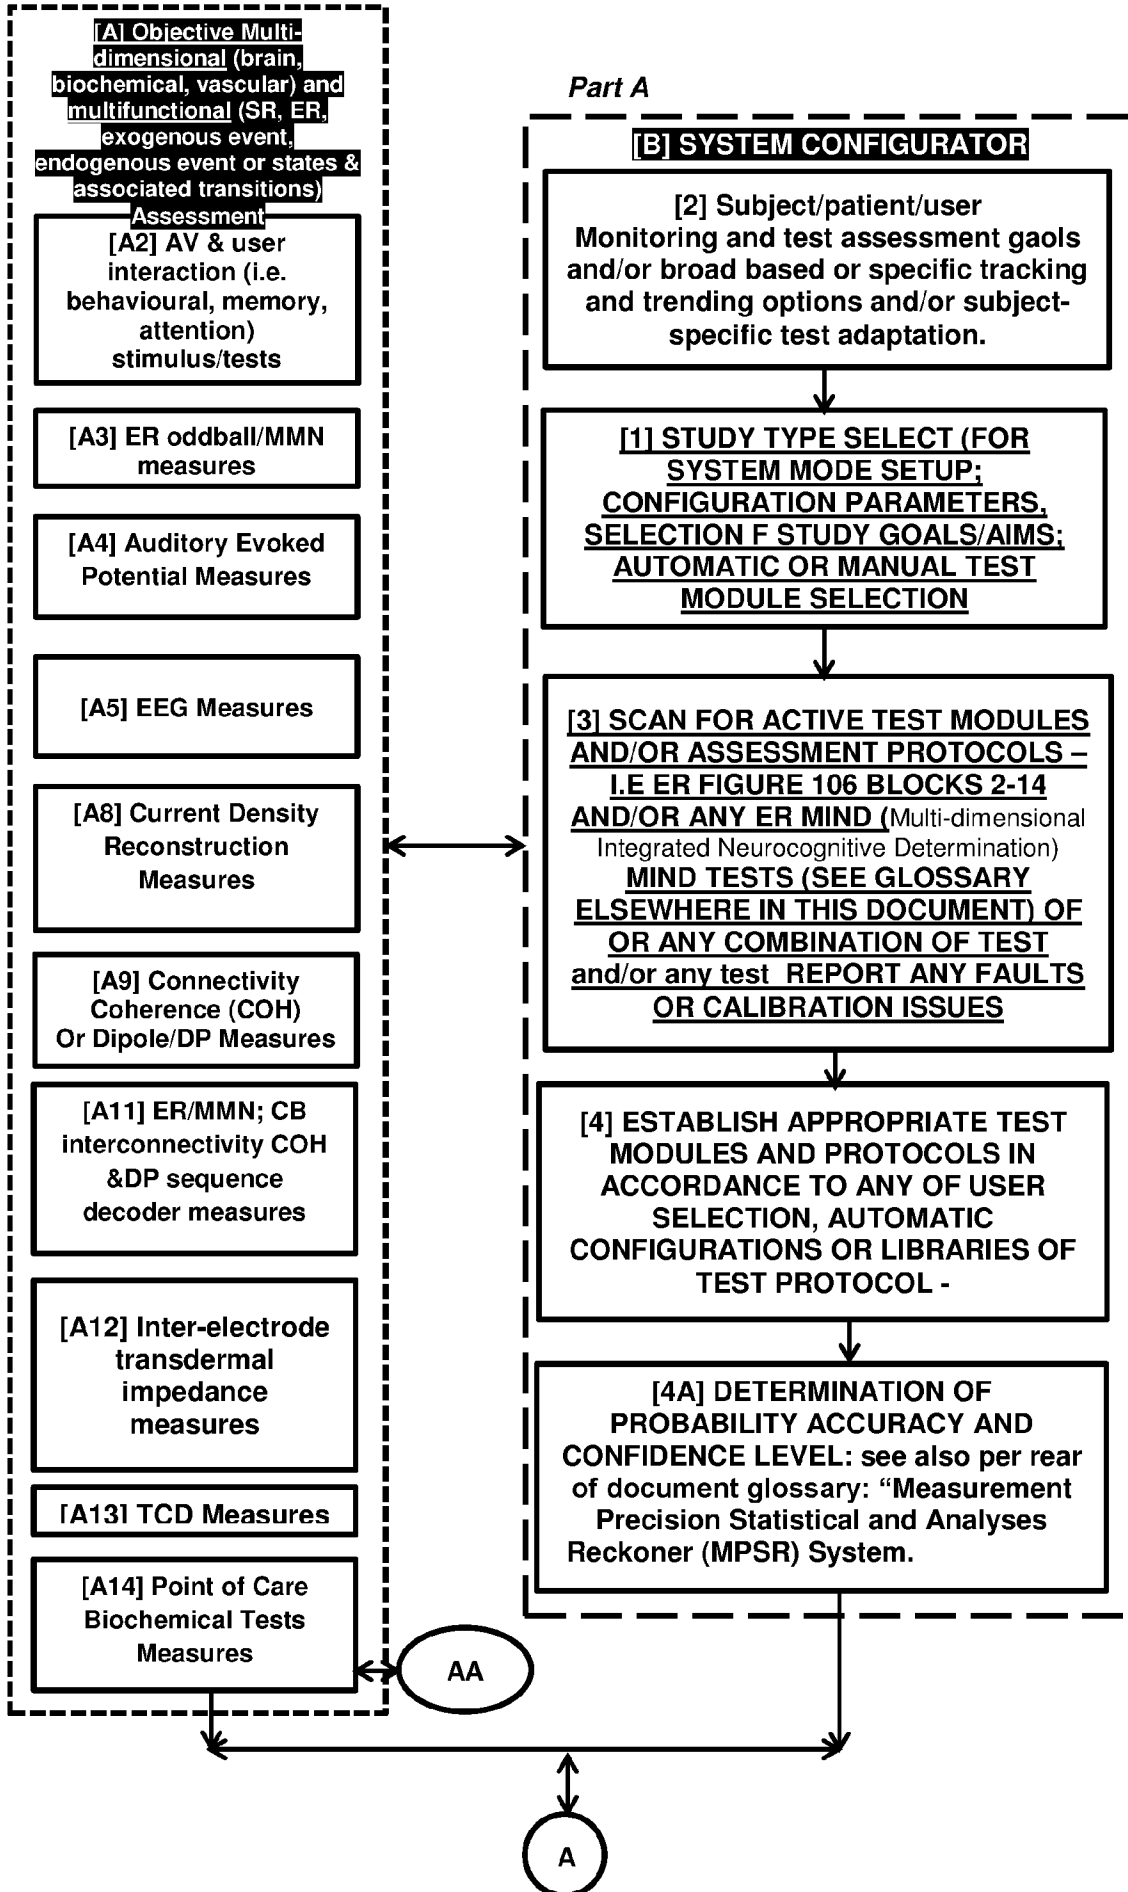 [A] Objective Multi-
dimensional (brain,
biochemical, vascular) and
multifunctional (SR, ER,
exogenous event,
endogenous event or states &
associated transitions)
Assessment
[A2] AV & user
interaction (i.e.
behavioural, memory,
attention)
stimulus/tests
[A3] ER oddball/MMN
measures
[A4] Auditory Evoked
Potential Measures
[A5] EEG Measures
[A8] Current Density
Reconstruction
Measures
[A9] Connectivity
Coherence (COH)
Or Dipole/DP Measures
[A11] ER/MMN; CB
interconnectivity COH
&DP sequence
decoder measures
[A12] Inter-electrode
transdermal
impedance
measures
[A13] TCD Measures
[A14] Point of Care
Biochemical Tests
Measures
AA
Part A
[B] SYSTEM CONFIGURATOR
[2] Subject/patient/user
Monitoring and test assessment gaols
and/or broad based or specific tracking
and trending options and/or subject-
specific test adaptation.
[1] STUDY TYPE SELECT (FOR
SYSTEM MODE SETUP;
CONFIGURATION PARAMETERS,
SELECTION F STUDY GOALS/AIMS;
AUTOMATIC OR MANUAL TEST
MODULE SELECTION
[3] SCAN FOR ACTIVE TEST MODULES
AND/OR ASSESSMENT PROTOCOLS –
I.E ER FIGURE 106 BLOCKS 2-14
AND/OR ANY ER MIND (Multi-dimensional
Integrated Neurocognitive Determination)
MIND TESTS (SEE GLOSSARY
ELSEWHERE IN THIS DOCUMENT) OF
OR ANY COMBINATION OF TEST
and/or any test REPORT ANY FAULTS
OR CALIBRATION ISSUES
[4] ESTABLISH APPROPRIATE TEST
MODULES AND PROTOCOLS IN
ACCORDANCE TO ANY OF USER
SELECTION, AUTOMATIC
CONFIGURATIONS OR LIBRARIES OF
TEST PROTOCOL -
[4A] DETERMINATION OF
PROBABILITY ACCURACY AND
CONFIDENCE LEVEL: see also per rear
of document glossary: “Measurement
Precision Statistical and Analyses
Reckoner (MPSR) System.
A